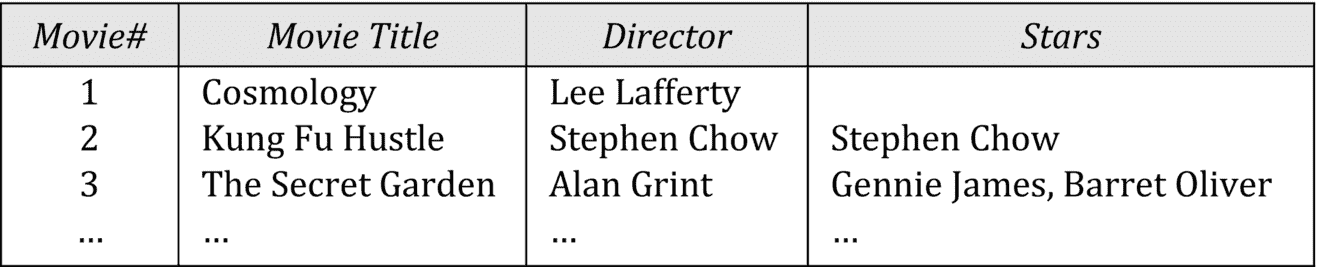 Movie# Movie Title Director Stars
1 Cosmology Lee Lafferty
2 Kung Fu Hustle Stephen Chow Stephen Chow
3 The Secret Garden Alan Grint Gennie James, Barret Oliver
... ... ... ...